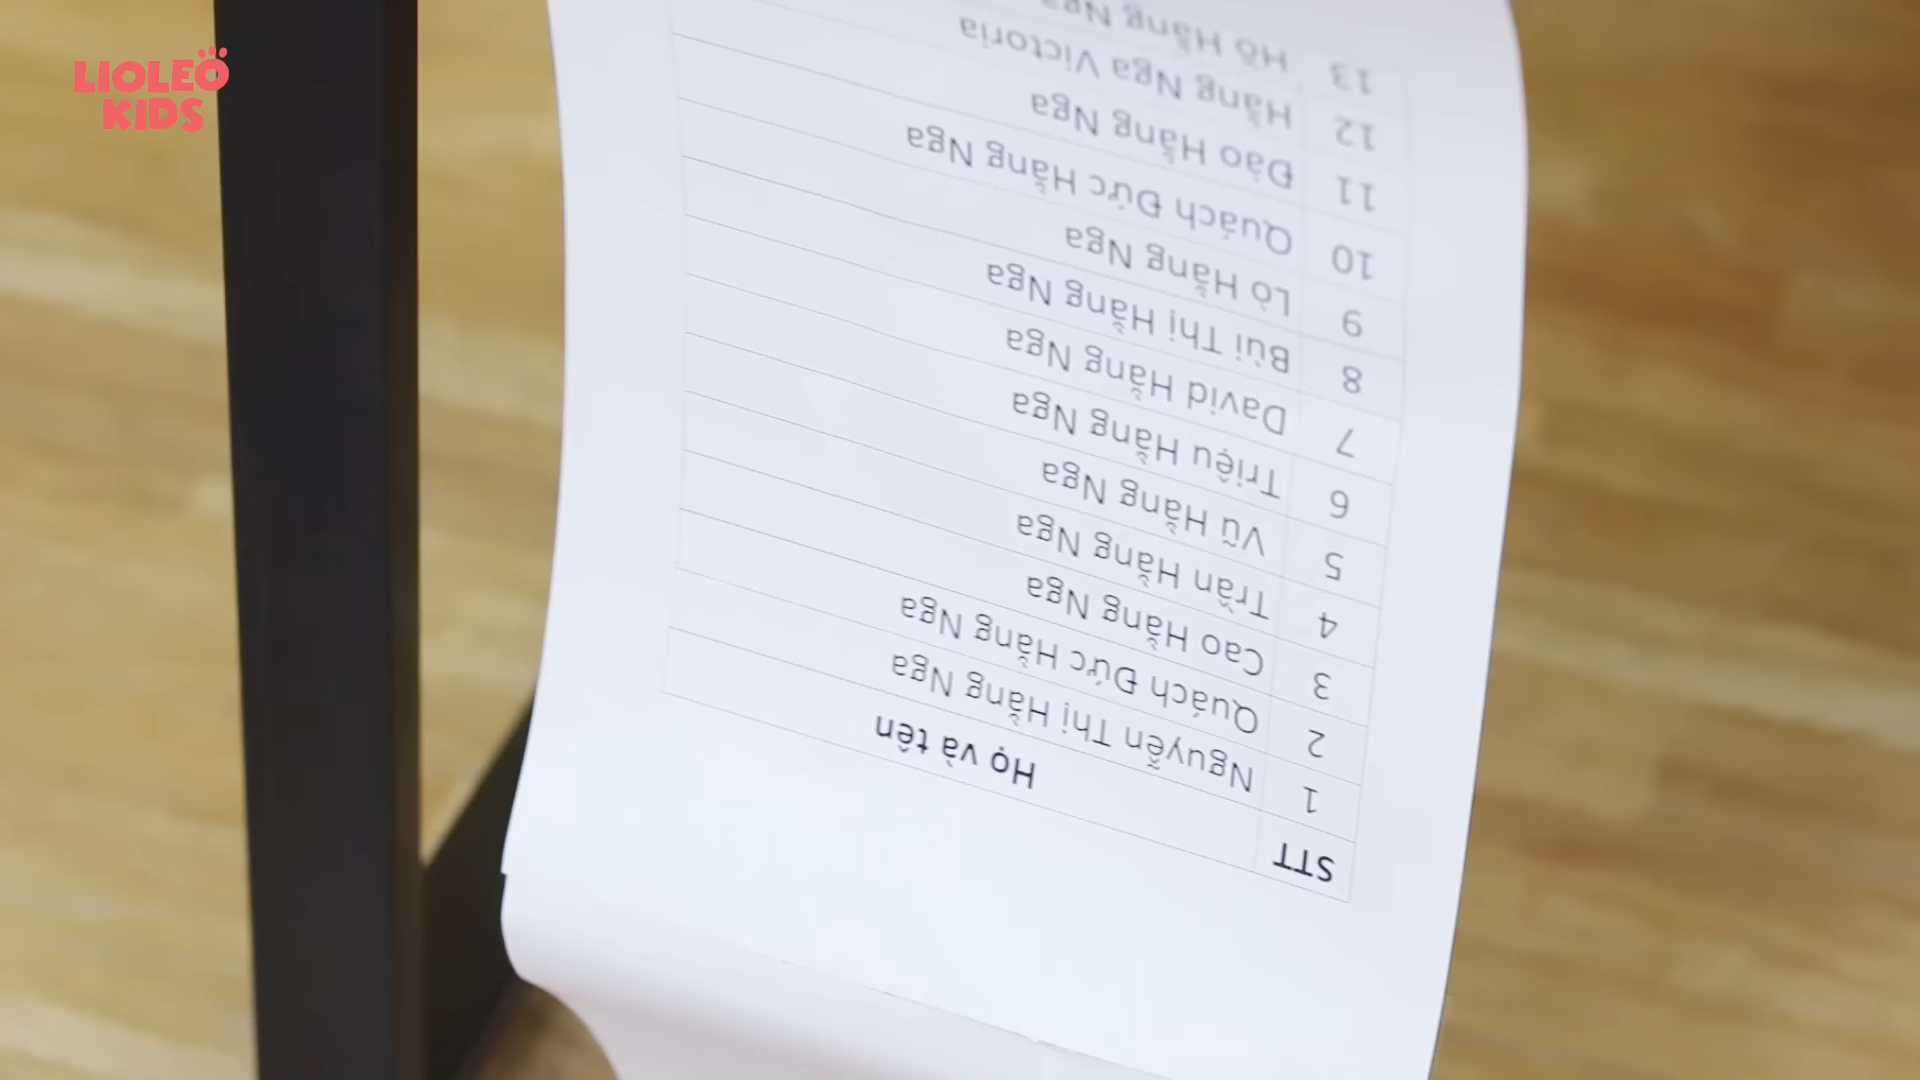 LIOLEO
KIDS
STT Họ và tên
1 Nguyễn Thị Hằng Nga
2 Quách Đức Hằng Nga
3 Cao Hằng Nga
4 Trần Hằng Nga
5 Vũ Hằng Nga
6 Triệu Hằng Nga
7 David Hằng Nga
8 Bùi Thị Hằng Nga
9 Lò Hằng Nga
10 Quách Đức Hằng Nga
11 Đào Hằng Nga
12 Hằng Nga Victoria
13 Hồ Hằng Nga